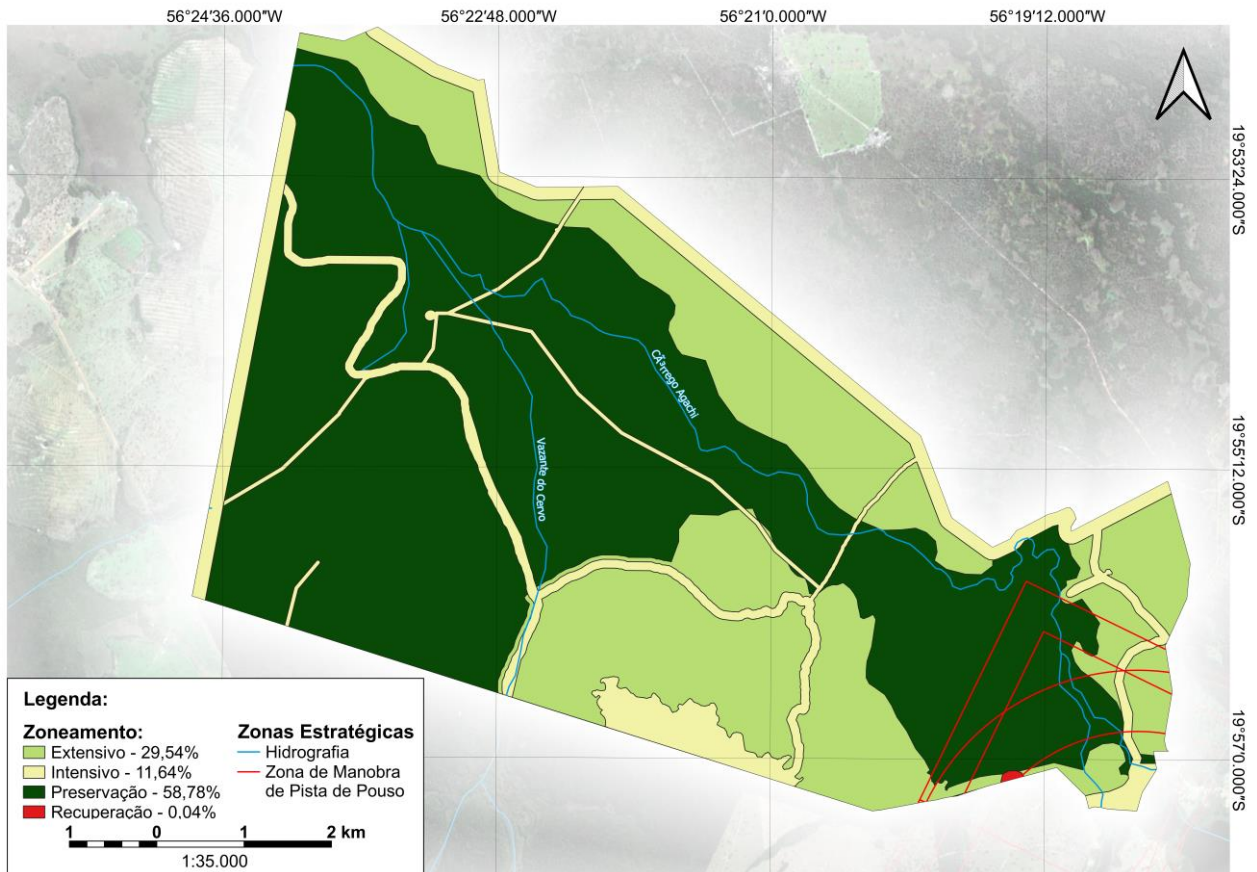 56°24'36.000"W
56°22'48.000"W
56°21'0.000"W
56°19'12.000"W
19°53'24.000"S
19°55'12.000"S
19°57'0.000"S
CÃ³rrego Agachi
Vazante do Cervo
Legenda:
Zoneamento:
Extensivo - 29,54%
Intensivo - 11,64%
Preservação - 58,78%
Recuperação - 0.04%
Zonas Estratégicas
Hidrografia
Zona de Manobra
de Pista de Pouso
1 0 1 2 km
1:35.000